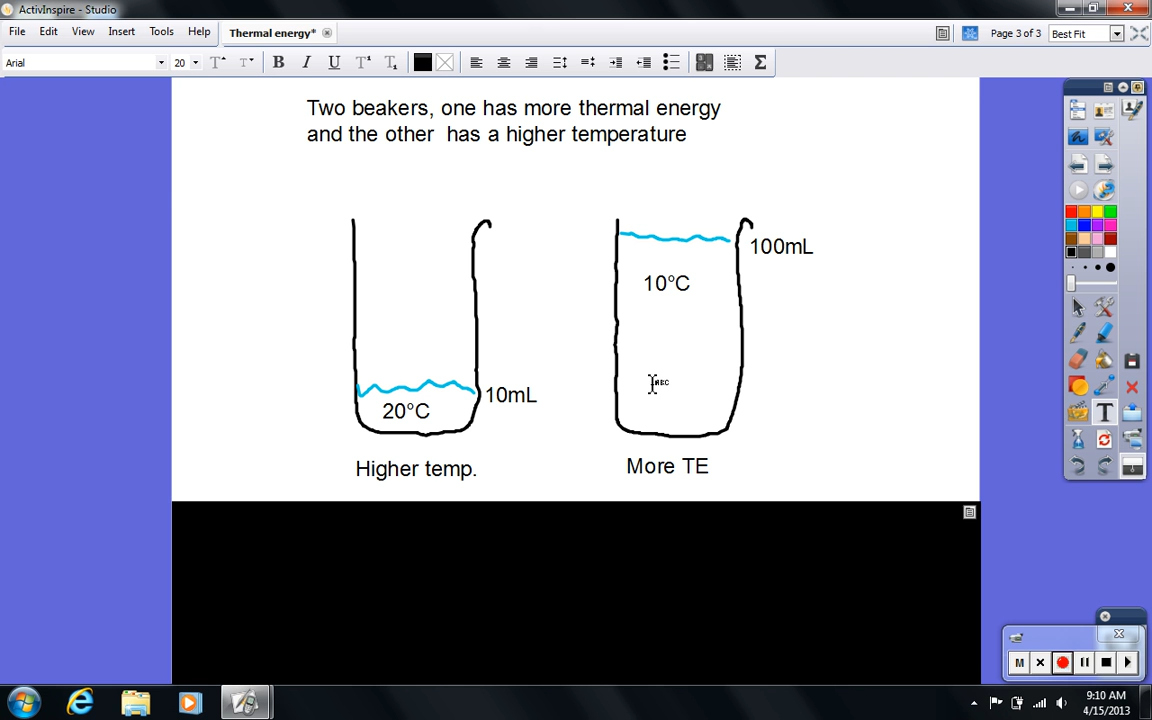 ActivInspire - Studio
File Edit View Insert Tools Help Thermal energy* Page 3 of 3 Best Fit
Arial 20 B I U T T
Two beakers, one has more thermal energy
and the other has a higher temperature
100mL
10°C
ABC
10mL
20°C
Higher temp.
More TE
M
9:10 AM
4/15/2013